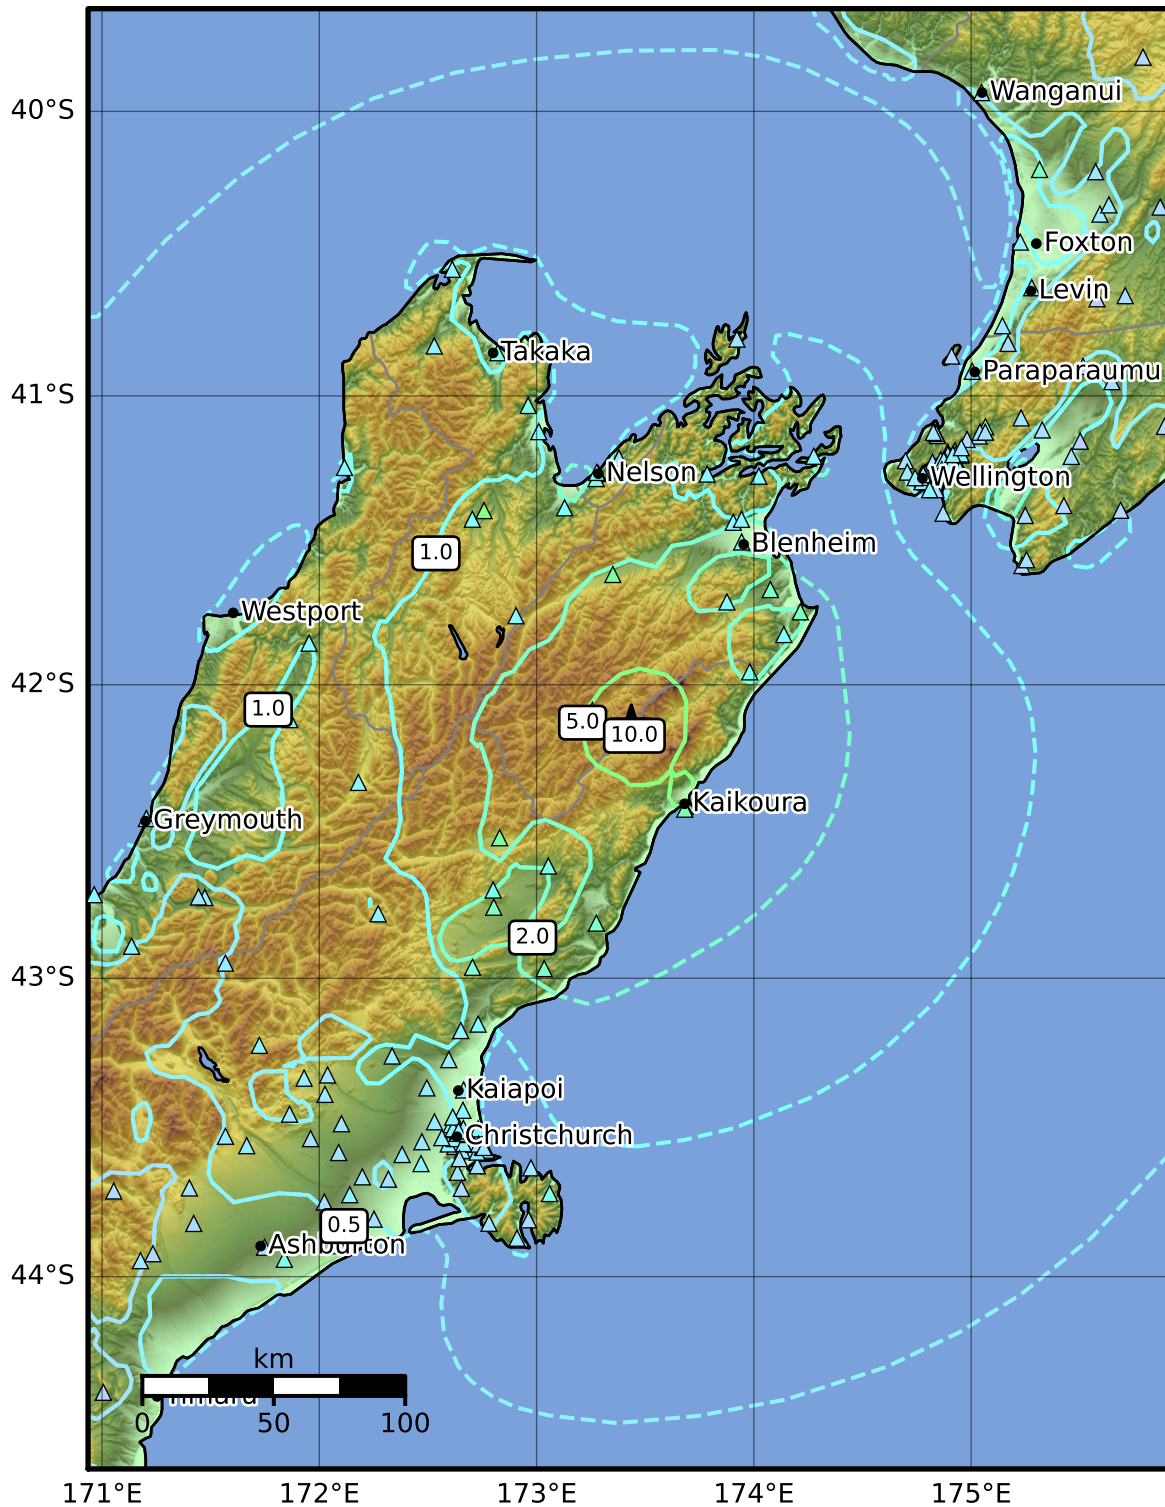 40°S
Wanganui
Foxton
Levin
Takaka
Paraparaumu
41°S
Nelson
Wellington
Blenheim
1.0
Westport
42°S
1.0
5.0
10.0
Kaikoura
Greymouth
2.0
43°S
Kaiapoi
Christchurch
0.5
Ashburton
44°S
km
0 50 100
171°E 172°E 173°E 174°E 175°E